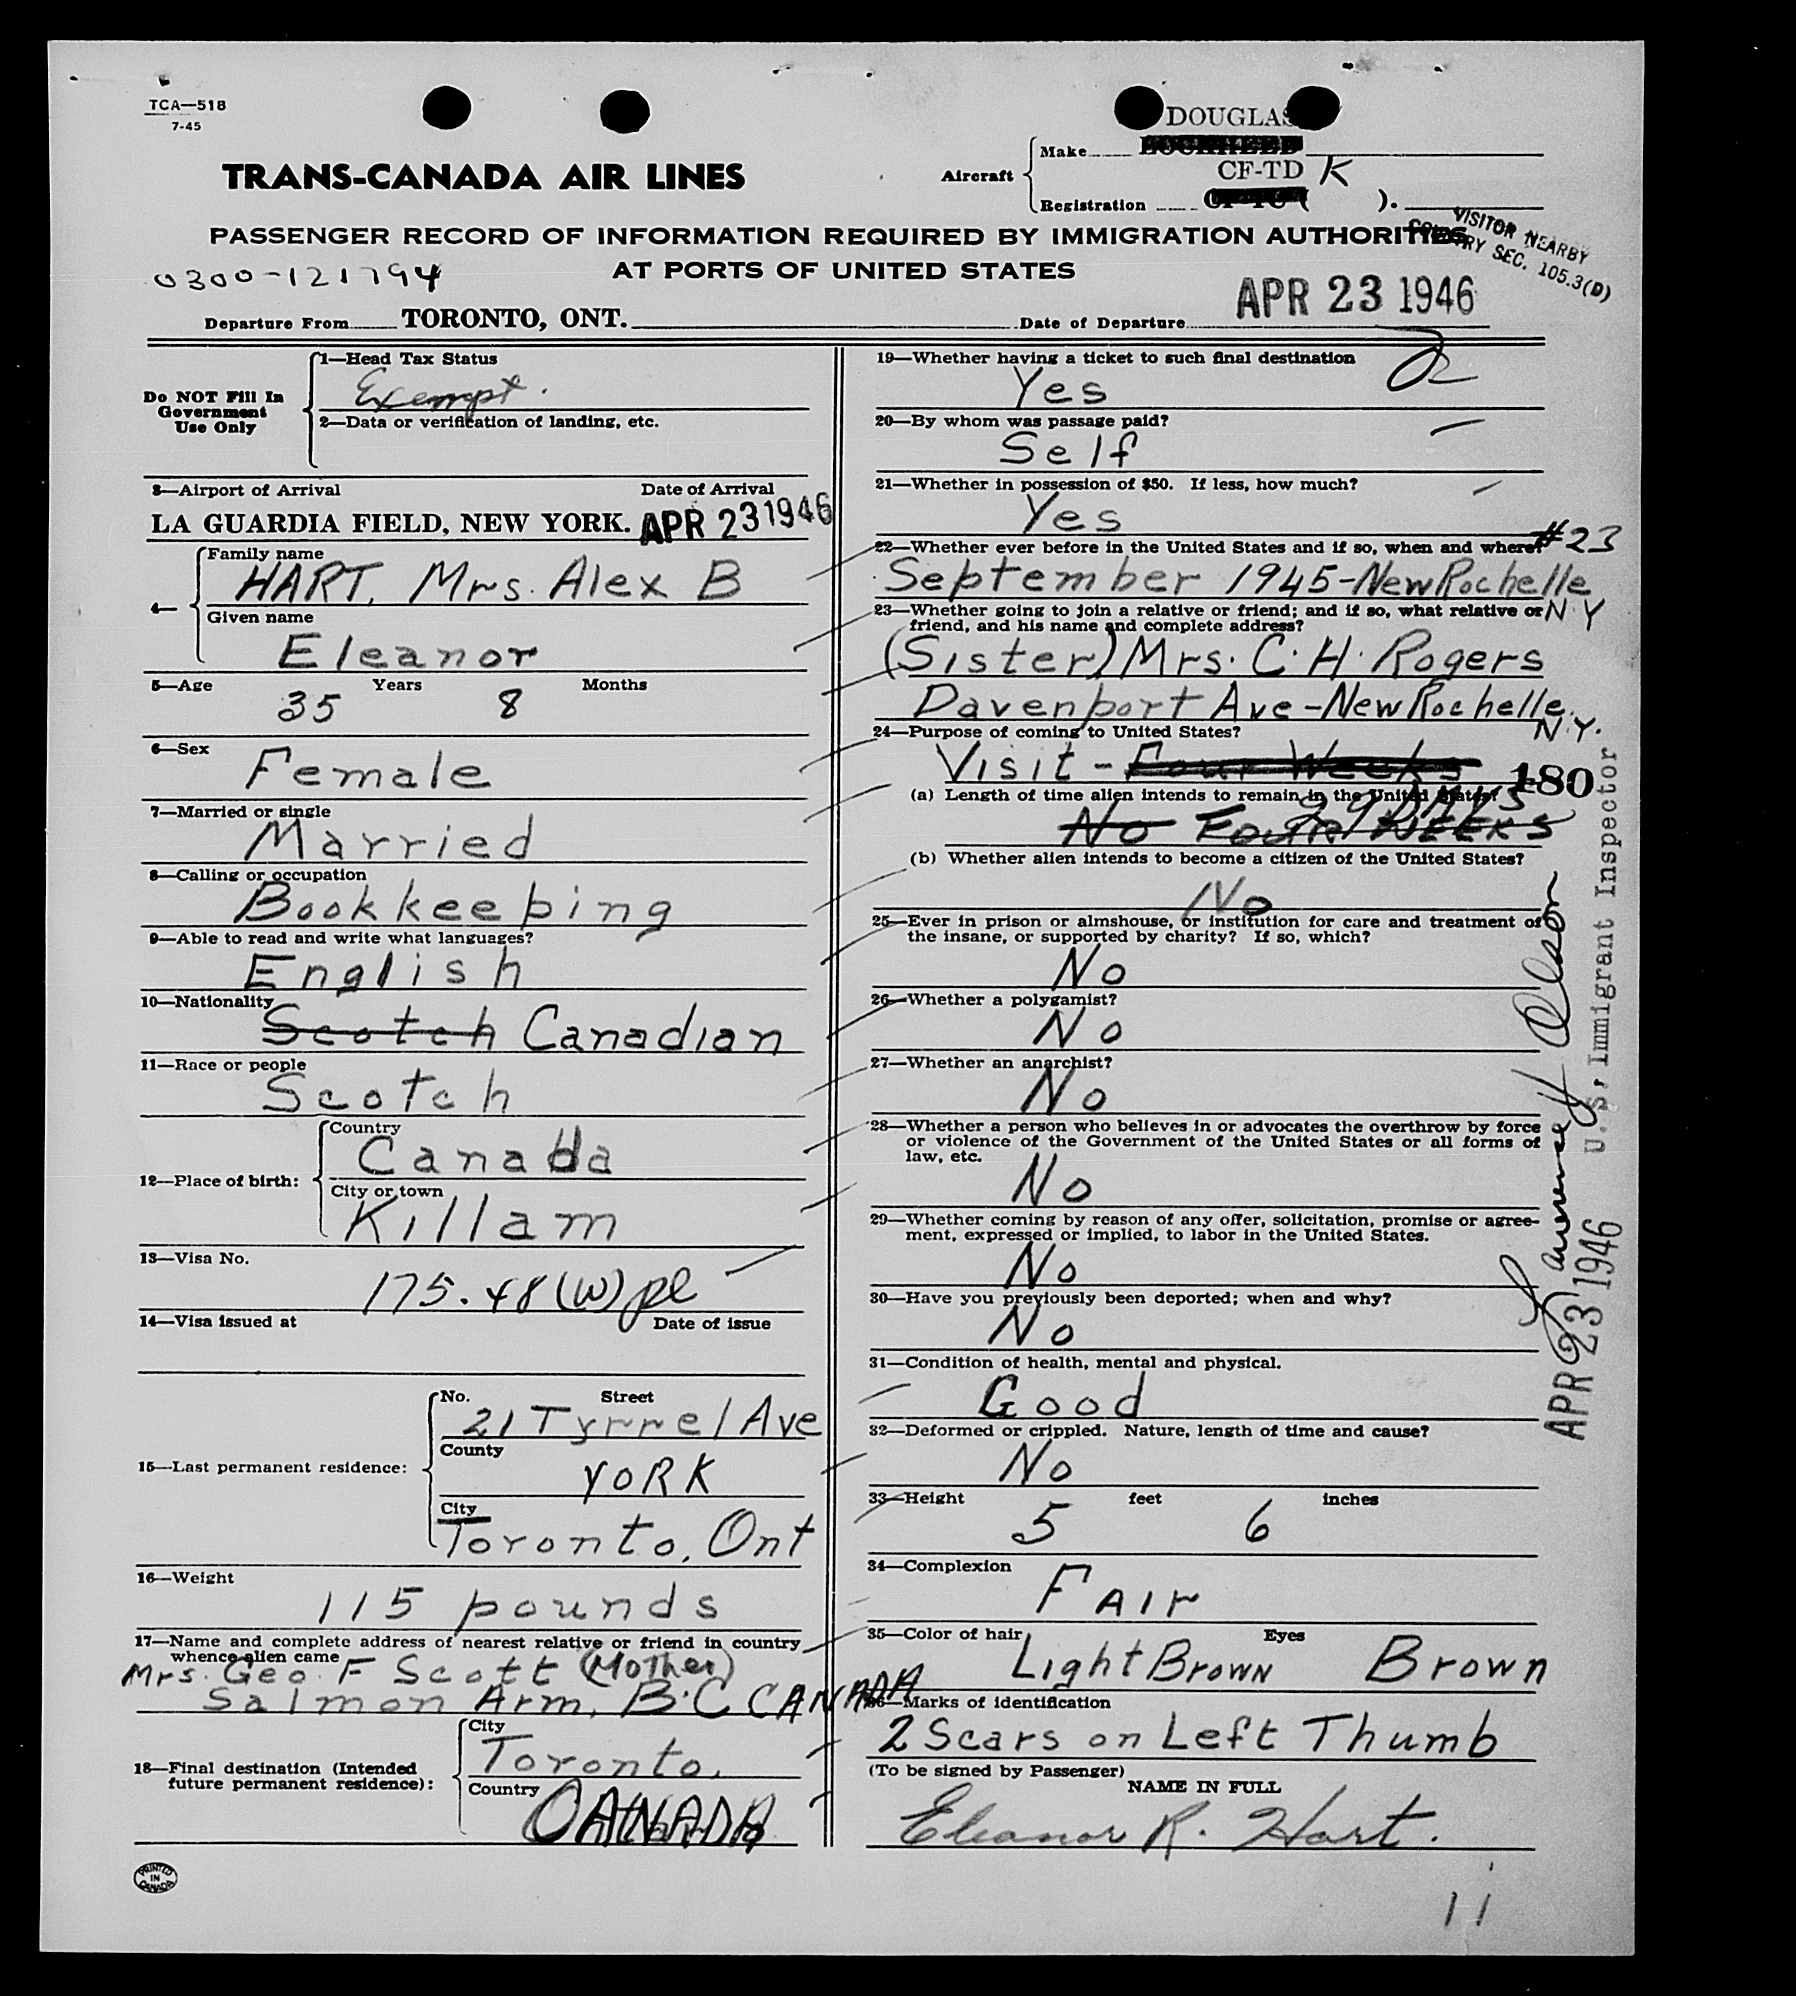 TCA—518
7-45
DOUGLAS
Make
TRANS-CANADA AIR LINES
Aircraft
CF-TD K
Registration ).
PASSENGER RECORD OF INFORMATION REQUIRED BY IMMIGRATION AUTHORITIES
AT PORTS OF UNITED STATES
VISITOR NEARBY
COUNTRY SEC. 105.3(D)
0300-121794
Departure From TORONTO, ONT.
Date of Departure APR 23 1946
Do NOT Fill In
Government
Use Only
1—Head Tax Status
Exempt.
2—Data or verification of landing, etc.
3—Airport of Arrival Date of Arrival
LA GUARDIA FIELD, NEW YORK. APR 23 1946
4—
Family name
HART, Mrs. Alex B
Given name
Eleanor
5—Age Years Months
35 8
6—Sex
Female
7—Married or single
Married
8—Calling or occupation
Bookkeeping
9—Able to read and write what languages?
English
10—Nationality
Scotch Canadian
11—Race or people
Scotch
12—Place of birth:
Country
Canada
City or town
Killam
13—Visa No.
175.48 (W) pl
14—Visa issued at Date of issue
15—Last permanent residence:
No. Street
21 Tyrrel Ave
County
YORK
City
Toronto, Ont
16—Weight
115 pounds
17—Name and complete address of nearest relative or friend in country
whence alien came
Mrs. Geo. F Scott (Mother)
Salmon Arm, B.C CANADA
18—Final destination (Intended
future permanent residence):
City
Toronto,
Country
CANADA
PRINTED
IN
CANADA
19—Whether having a ticket to such final destination
Yes
20—By whom was passage paid?
Self
21—Whether in possession of $50. If less, how much?
Yes
22—Whether ever before in the United States and if so, when and where? #23
September 1945-New Rochelle
N.Y
23—Whether going to join a relative or friend; and if so, what relative or
friend, and his name and complete address?
(Sister) Mrs. C. H. Rogers
Davenport Ave-New Rochelle.
N.Y.
24—Purpose of coming to United States?
Visit - Four Weeks
180
(a) Length of time alien intends to remain in the United States?
29 DAYS
No Four WEEKS
(b) Whether alien intends to become a citizen of the United States?
No
25—Ever in prison or almshouse, or institution for care and treatment of
the insane, or supported by charity? If so, which?
No
26—Whether a polygamist?
No
27—Whether an anarchist?
No
28—Whether a person who believes in or advocates the overthrow by force
or violence of the Government of the United States or all forms of
law, etc.
No
29—Whether coming by reason of any offer, solicitation, promise or agree-
ment, expressed or implied, to labor in the United States.
No
30—Have you previously been deported; when and why?
No
31—Condition of health, mental and physical.
Good
32—Deformed or crippled. Nature, length of time and cause?
No
33—Height feet inches
5 6
34—Complexion
FAIr
35—Color of hair Eyes
Light Brown Brown
36—Marks of identification
2 Scars on Left Thumb
(To be signed by Passenger)
NAME IN FULL
Eleanor R. Hart.
11
Lawrence H Olson
U. S. Immigrant Inspector
APR 23 1946